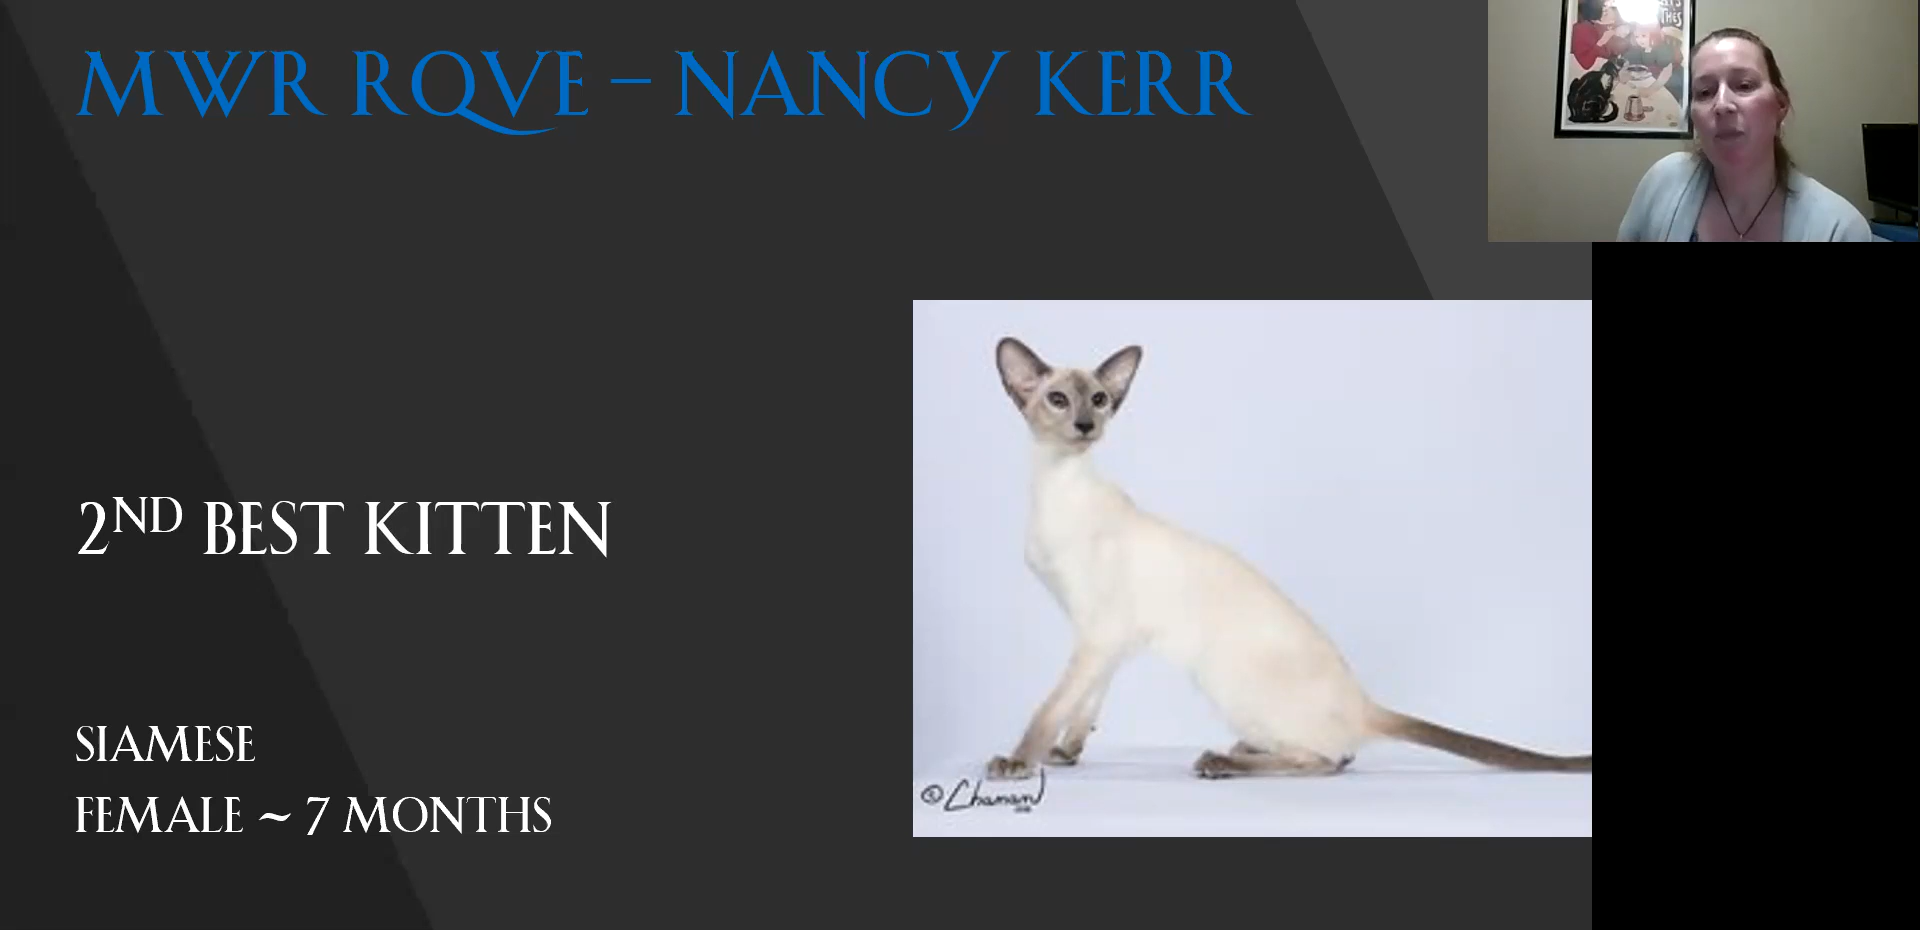 MWR RQVE – NANCY KERR
2ND BEST KITTEN
SIAMESE
FEMALE ~ 7 MONTHS
© Chanan